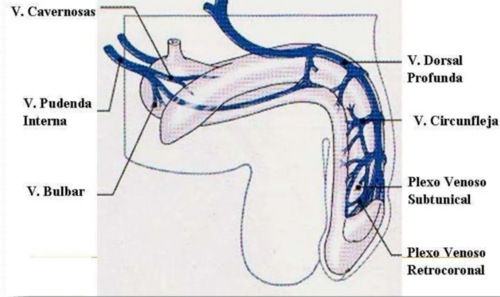 V. Cavernosas
V. Pudenda
Interna
V. Bulbar
V. Dorsal
Profunda
V. Circunfleja
Plexo Venoso
Subtunical
Plexo Venoso
Retrocoronal